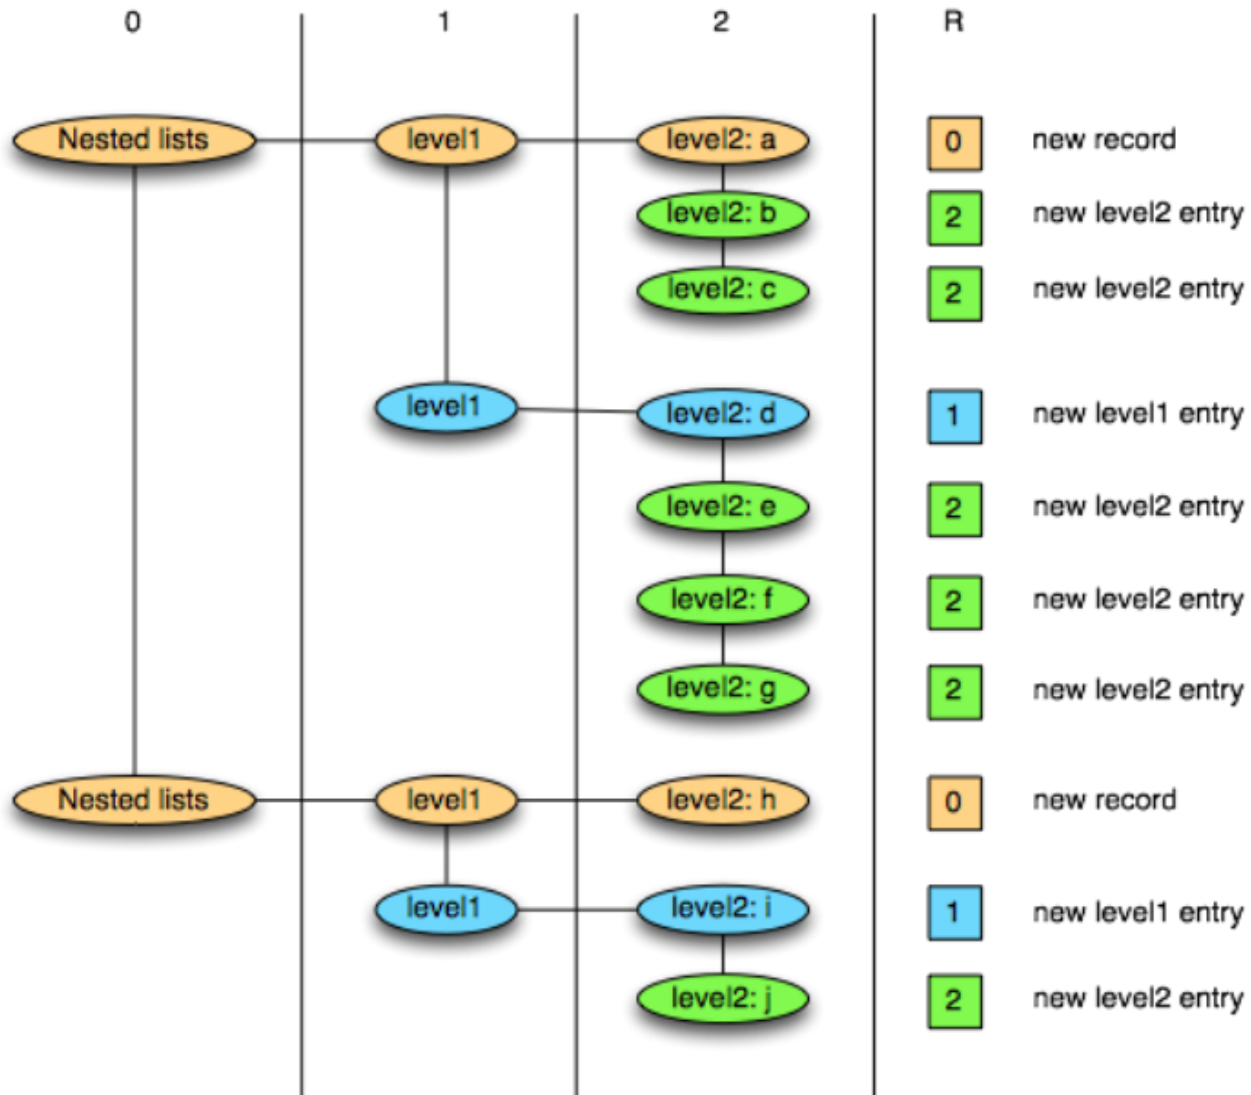 0 1 2 R
Nested lists level1 level2: a 0 new record
level2: b 2 new level2 entry
level2: c 2 new level2 entry
level1 level2: d 1 new level1 entry
level2: e 2 new level2 entry
level2: f 2 new level2 entry
level2: g 2 new level2 entry
Nested lists level1 level2: h 0 new record
level1 level2: i 1 new level1 entry
level2: j 2 new level2 entry